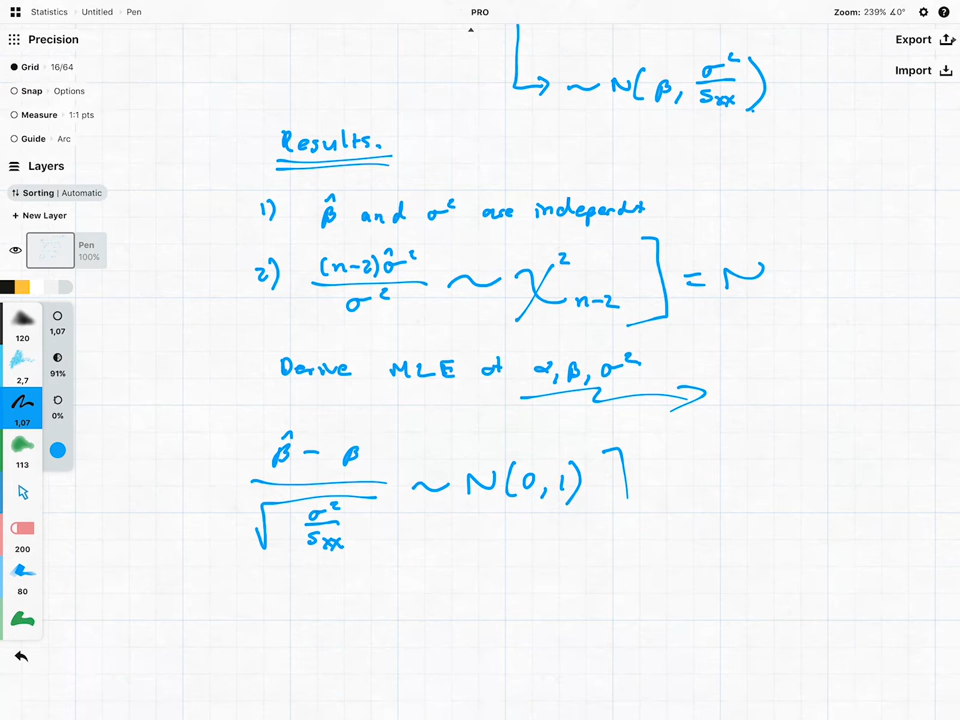 Statistics Untitled Pen PRO Zoom: 239% ∡0°
Precision
Export
Grid 16/64
Import
Snap Options
Measure 1:1 pts
Guide Arc
Layers
Sorting | Automatic
+ New Layer
Pen
100%
120
2,7
1,07
113
200
80
1,07
91%
0%
~ N(β, σ²/Sxx)
Results.
1) β̂ and σ² are independt
2) (n-2)σ̂²/σ² ~ χ²n-2 ] = N
Derive MLE of α, β, σ²
(β̂ - β)/√(σ²/Sxx) ~ N(0,1) ]